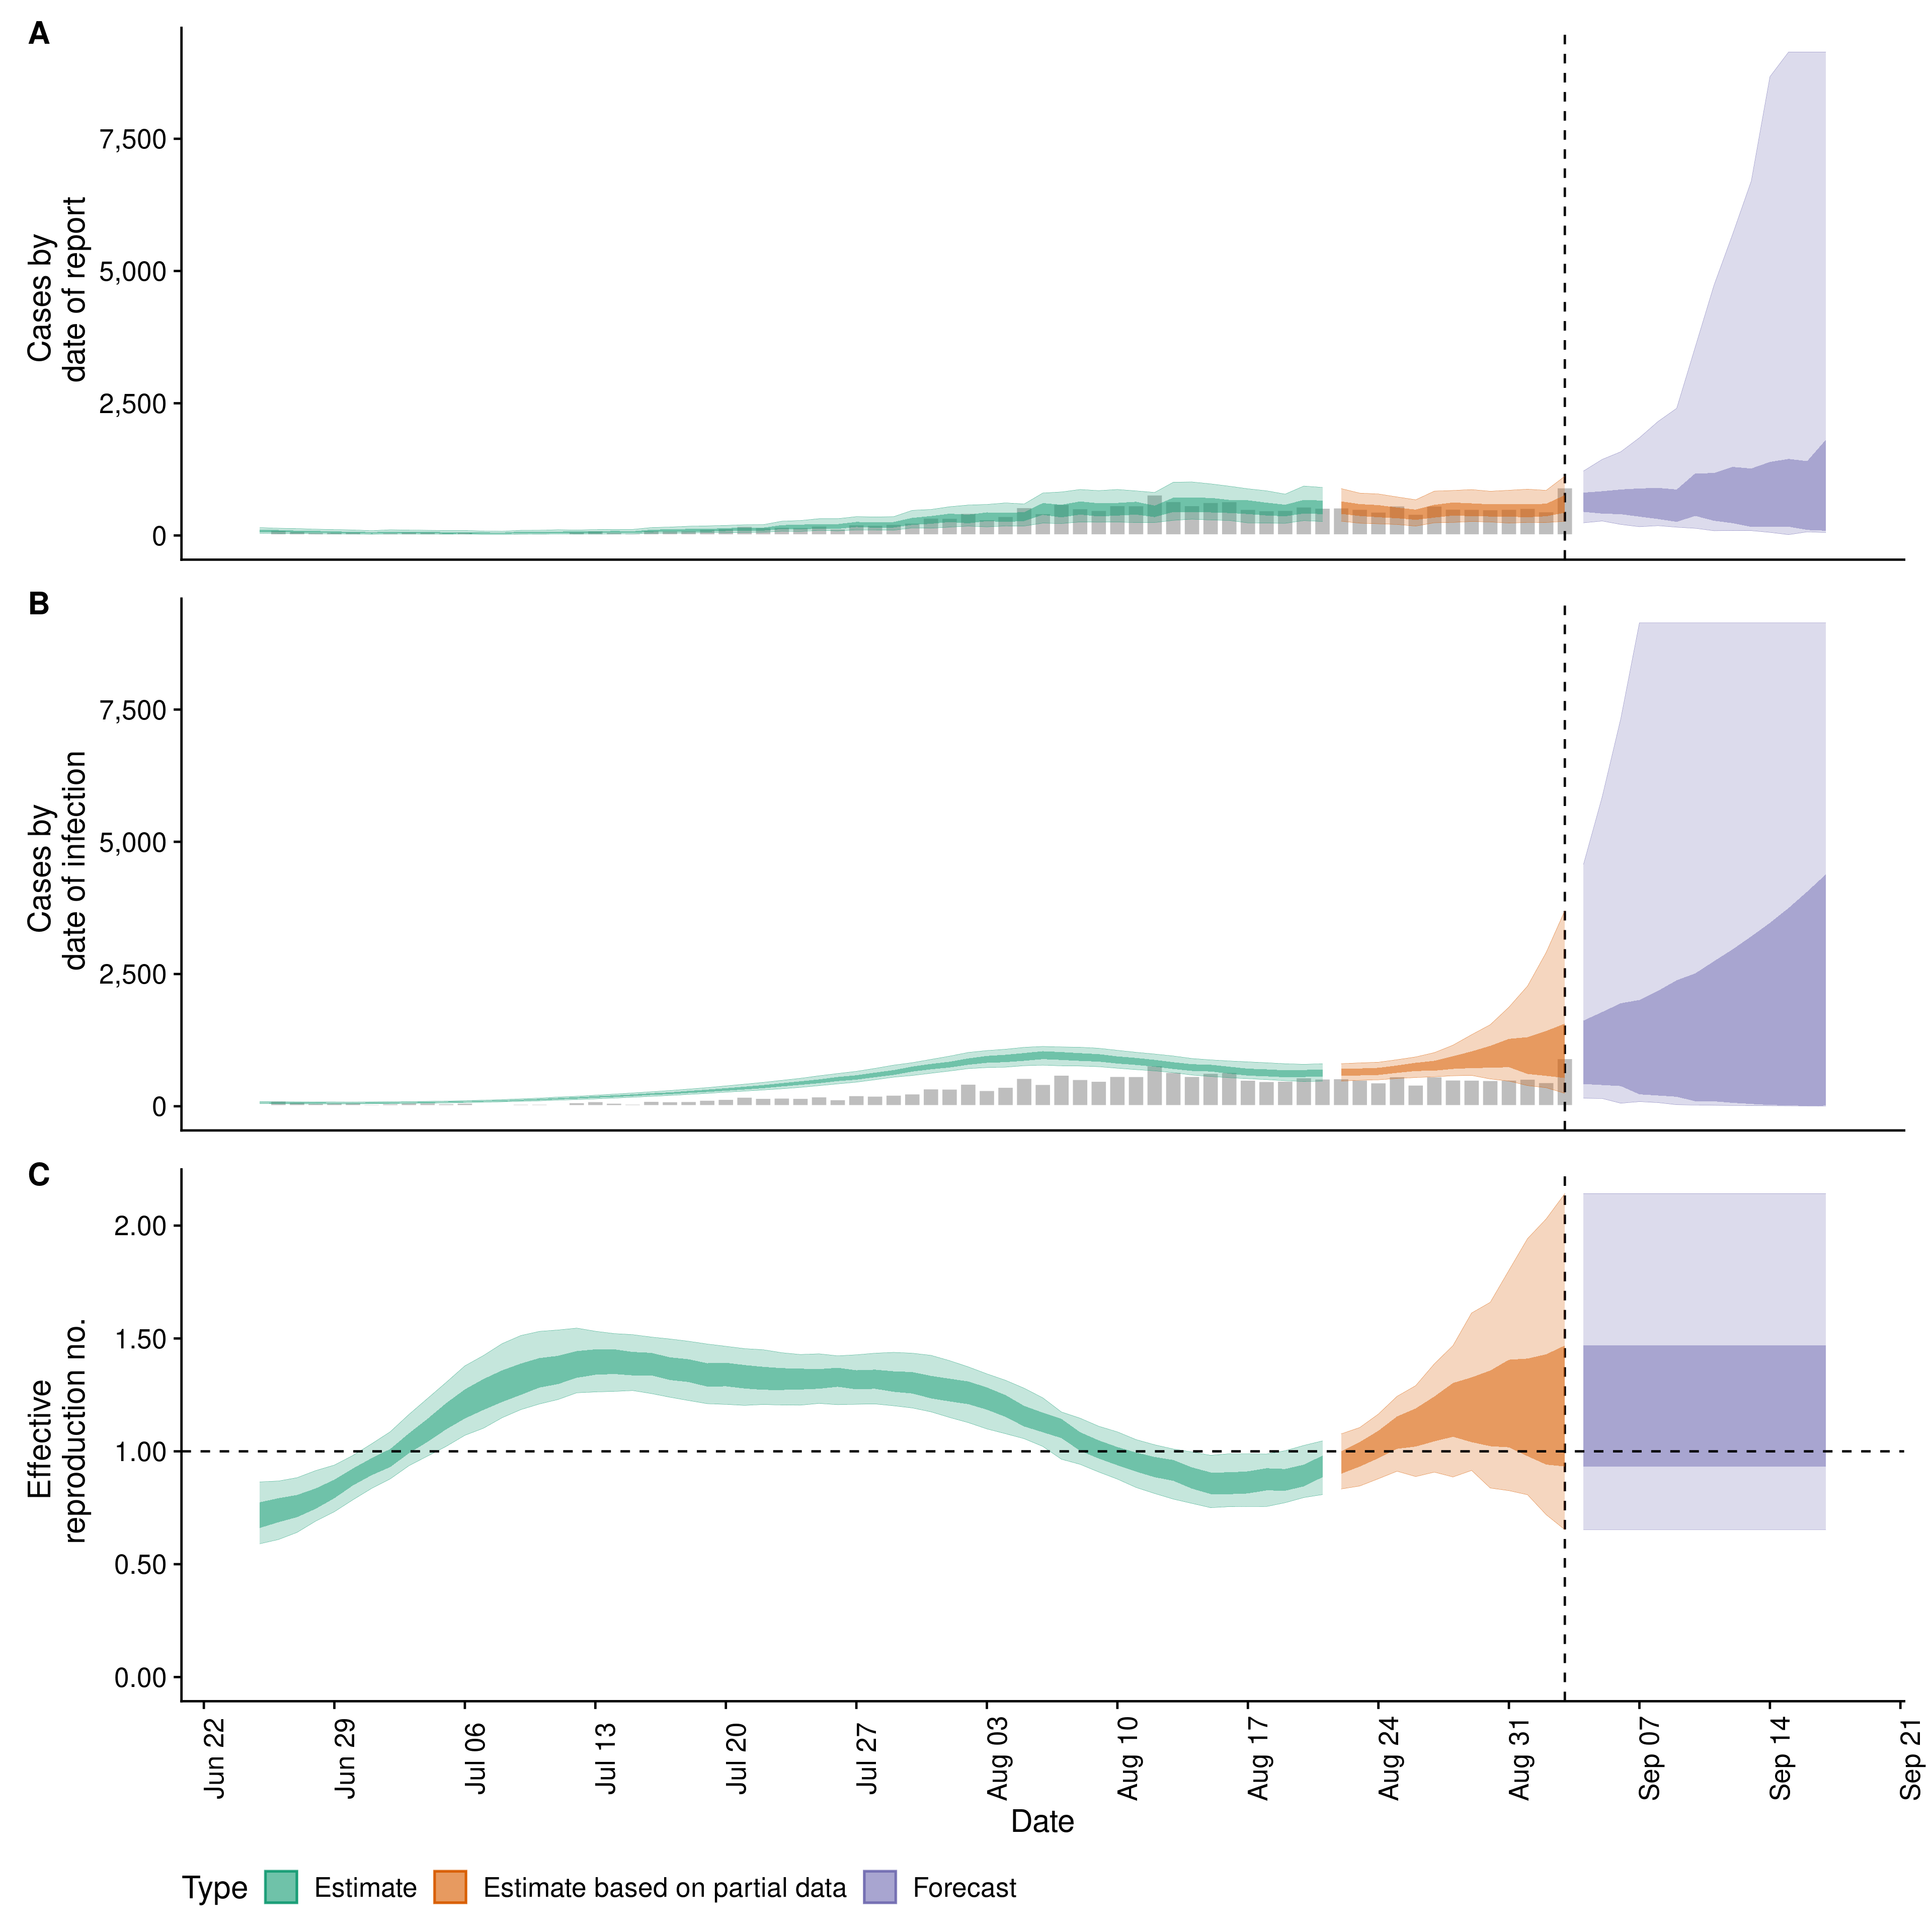 A
Cases by
date of report
7,500
5,000
2,500
0
B
Cases by
date of infection
7,500
5,000
2,500
0
C
Effective
reproduction no.
2.00
1.50
1.00
0.50
0.00
Jun 22
Jun 29
Jul 06
Jul 13
Jul 20
Jul 27
Aug 03
Aug 10
Aug 17
Aug 24
Aug 31
Sep 07
Sep 14
Sep 21
Date
Type Estimate Estimate based on partial data Forecast